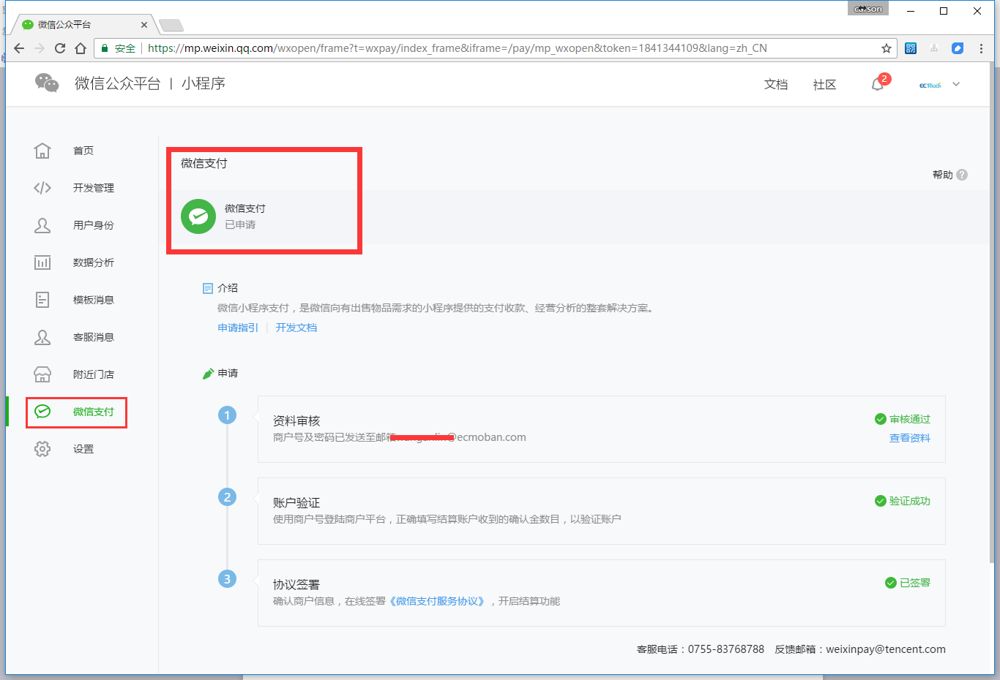 carson
微信公众平台
安全
https://mp.weixin.qq.com/wxopen/frame?t=wxpay/index_frame&iframe=/pay/mp_wxopen&token=1841344109&lang=zh_CN
微信公众平台 | 小程序
文档
社区
2
ECTouch
首页
开发管理
用户身份
数据分析
模板消息
客服消息
附近门店
微信支付
设置
微信支付
帮助 ?
微信支付
已申请
介绍
微信小程序支付，是微信向有出售物品需求的小程序提供的支付收款、经营分析的整套解决方案。
申请指引 | 开发文档
申请
1
资料审核
商户号及密码已发送至邮箱
@ecmoban.com
审核通过
查看资料
2
账户验证
使用商户号登陆商户平台，正确填写结算账户收到的确认金数目，以验证账户
验证成功
3
协议签署
确认商户信息，在线签署《微信支付服务协议》，开启结算功能
已签署
客服电话：0755-83768788 反馈邮箱：weixinpay@tencent.com